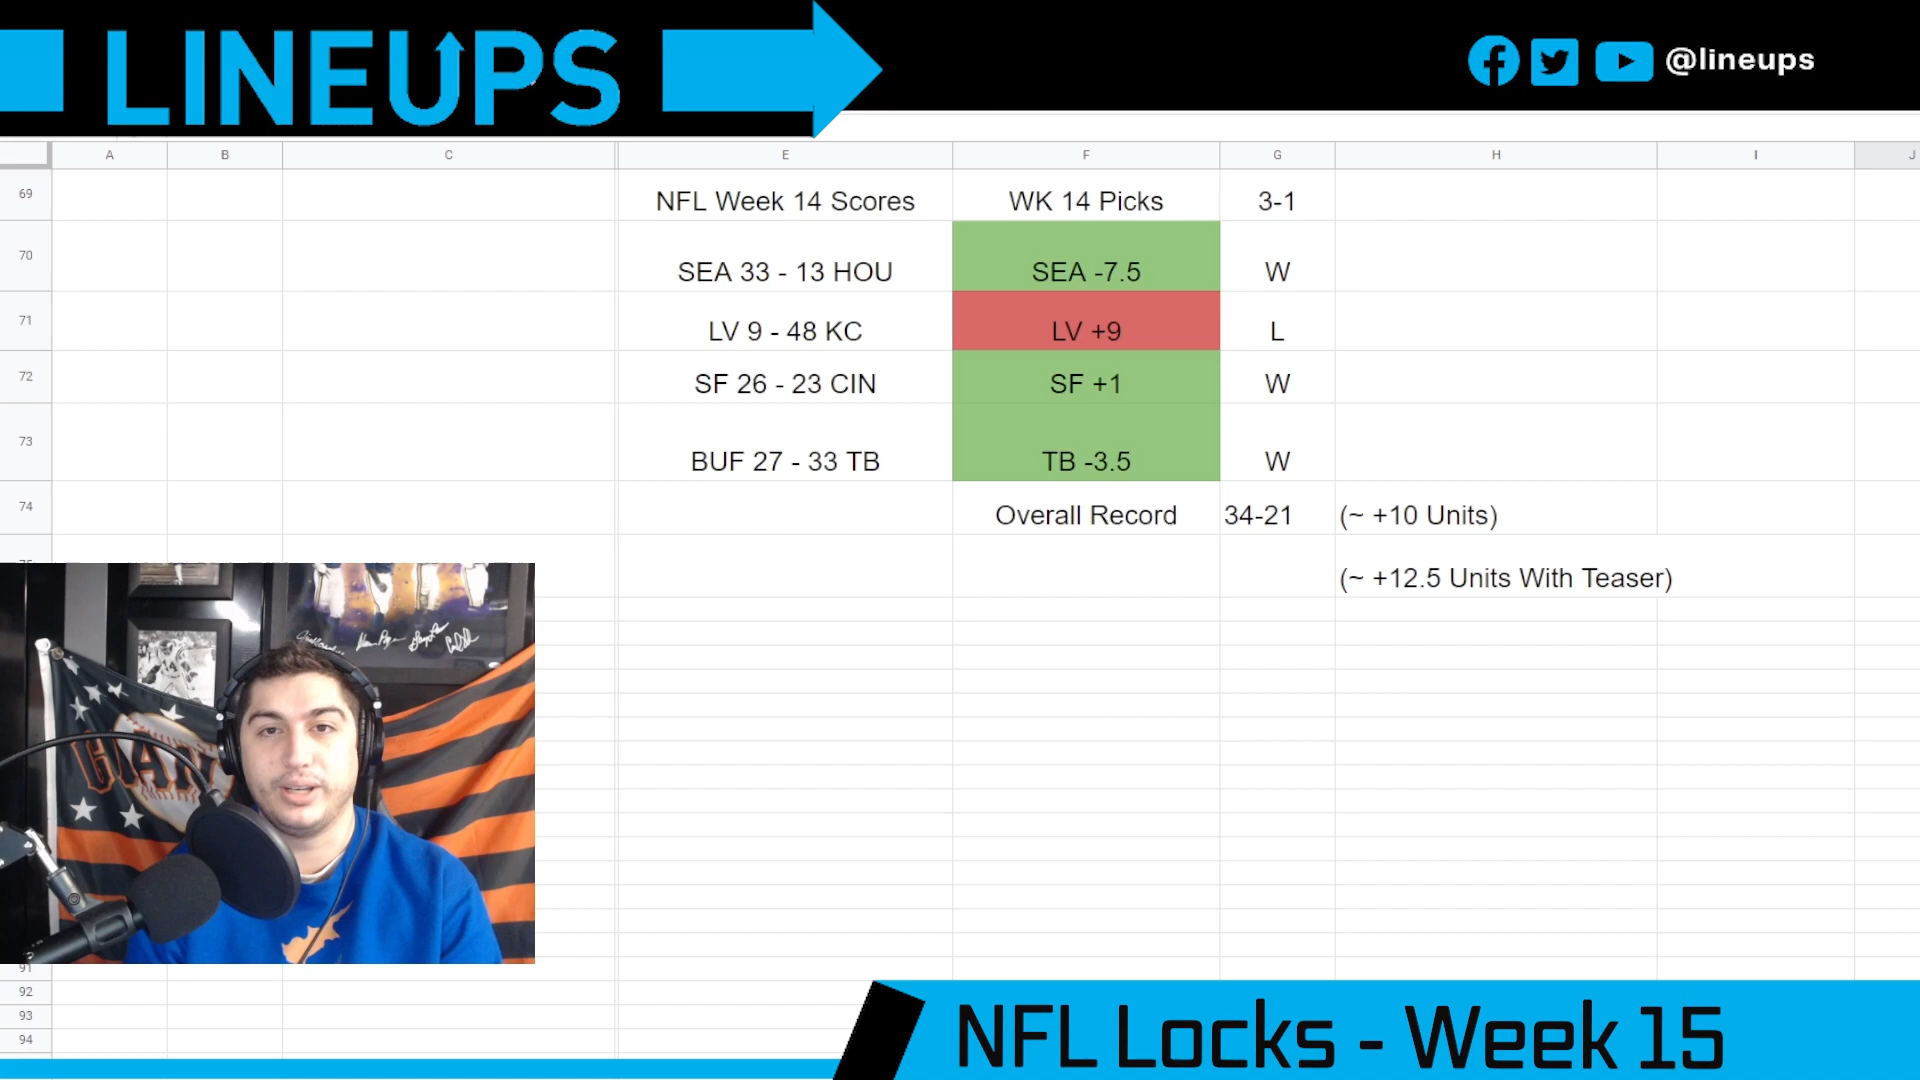 LINEUPS
@lineups
A B C E F G H I J
69 NFL Week 14 Scores WK 14 Picks 3-1
70 SEA 33 - 13 HOU SEA -7.5 W
71 LV 9 - 48 KC LV +9 L
72 SF 26 - 23 CIN SF +1 W
73 BUF 27 - 33 TB TB -3.5 W
74 Overall Record 34-21 (~ +10 Units)
(~ +12.5 Units With Teaser)
GIAN
91
92
93
94
NFL Locks - Week 15